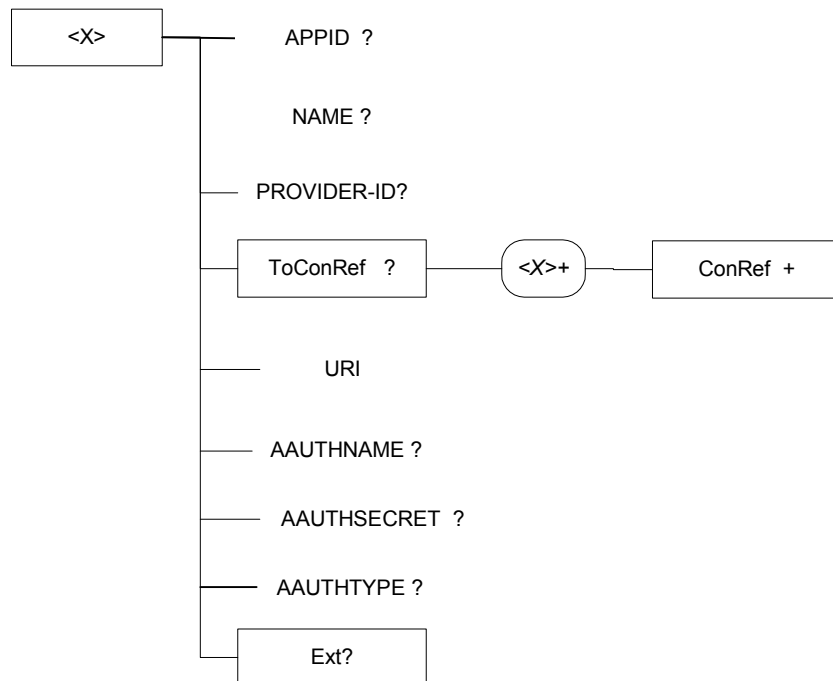 <X>
APPID ?
NAME ?
PROVIDER-ID?
ToConRef ?
<X>+
ConRef +
URI
AAUTHNAME ?
AAUTHSECRET ?
AAUTHTYPE ?
Ext?